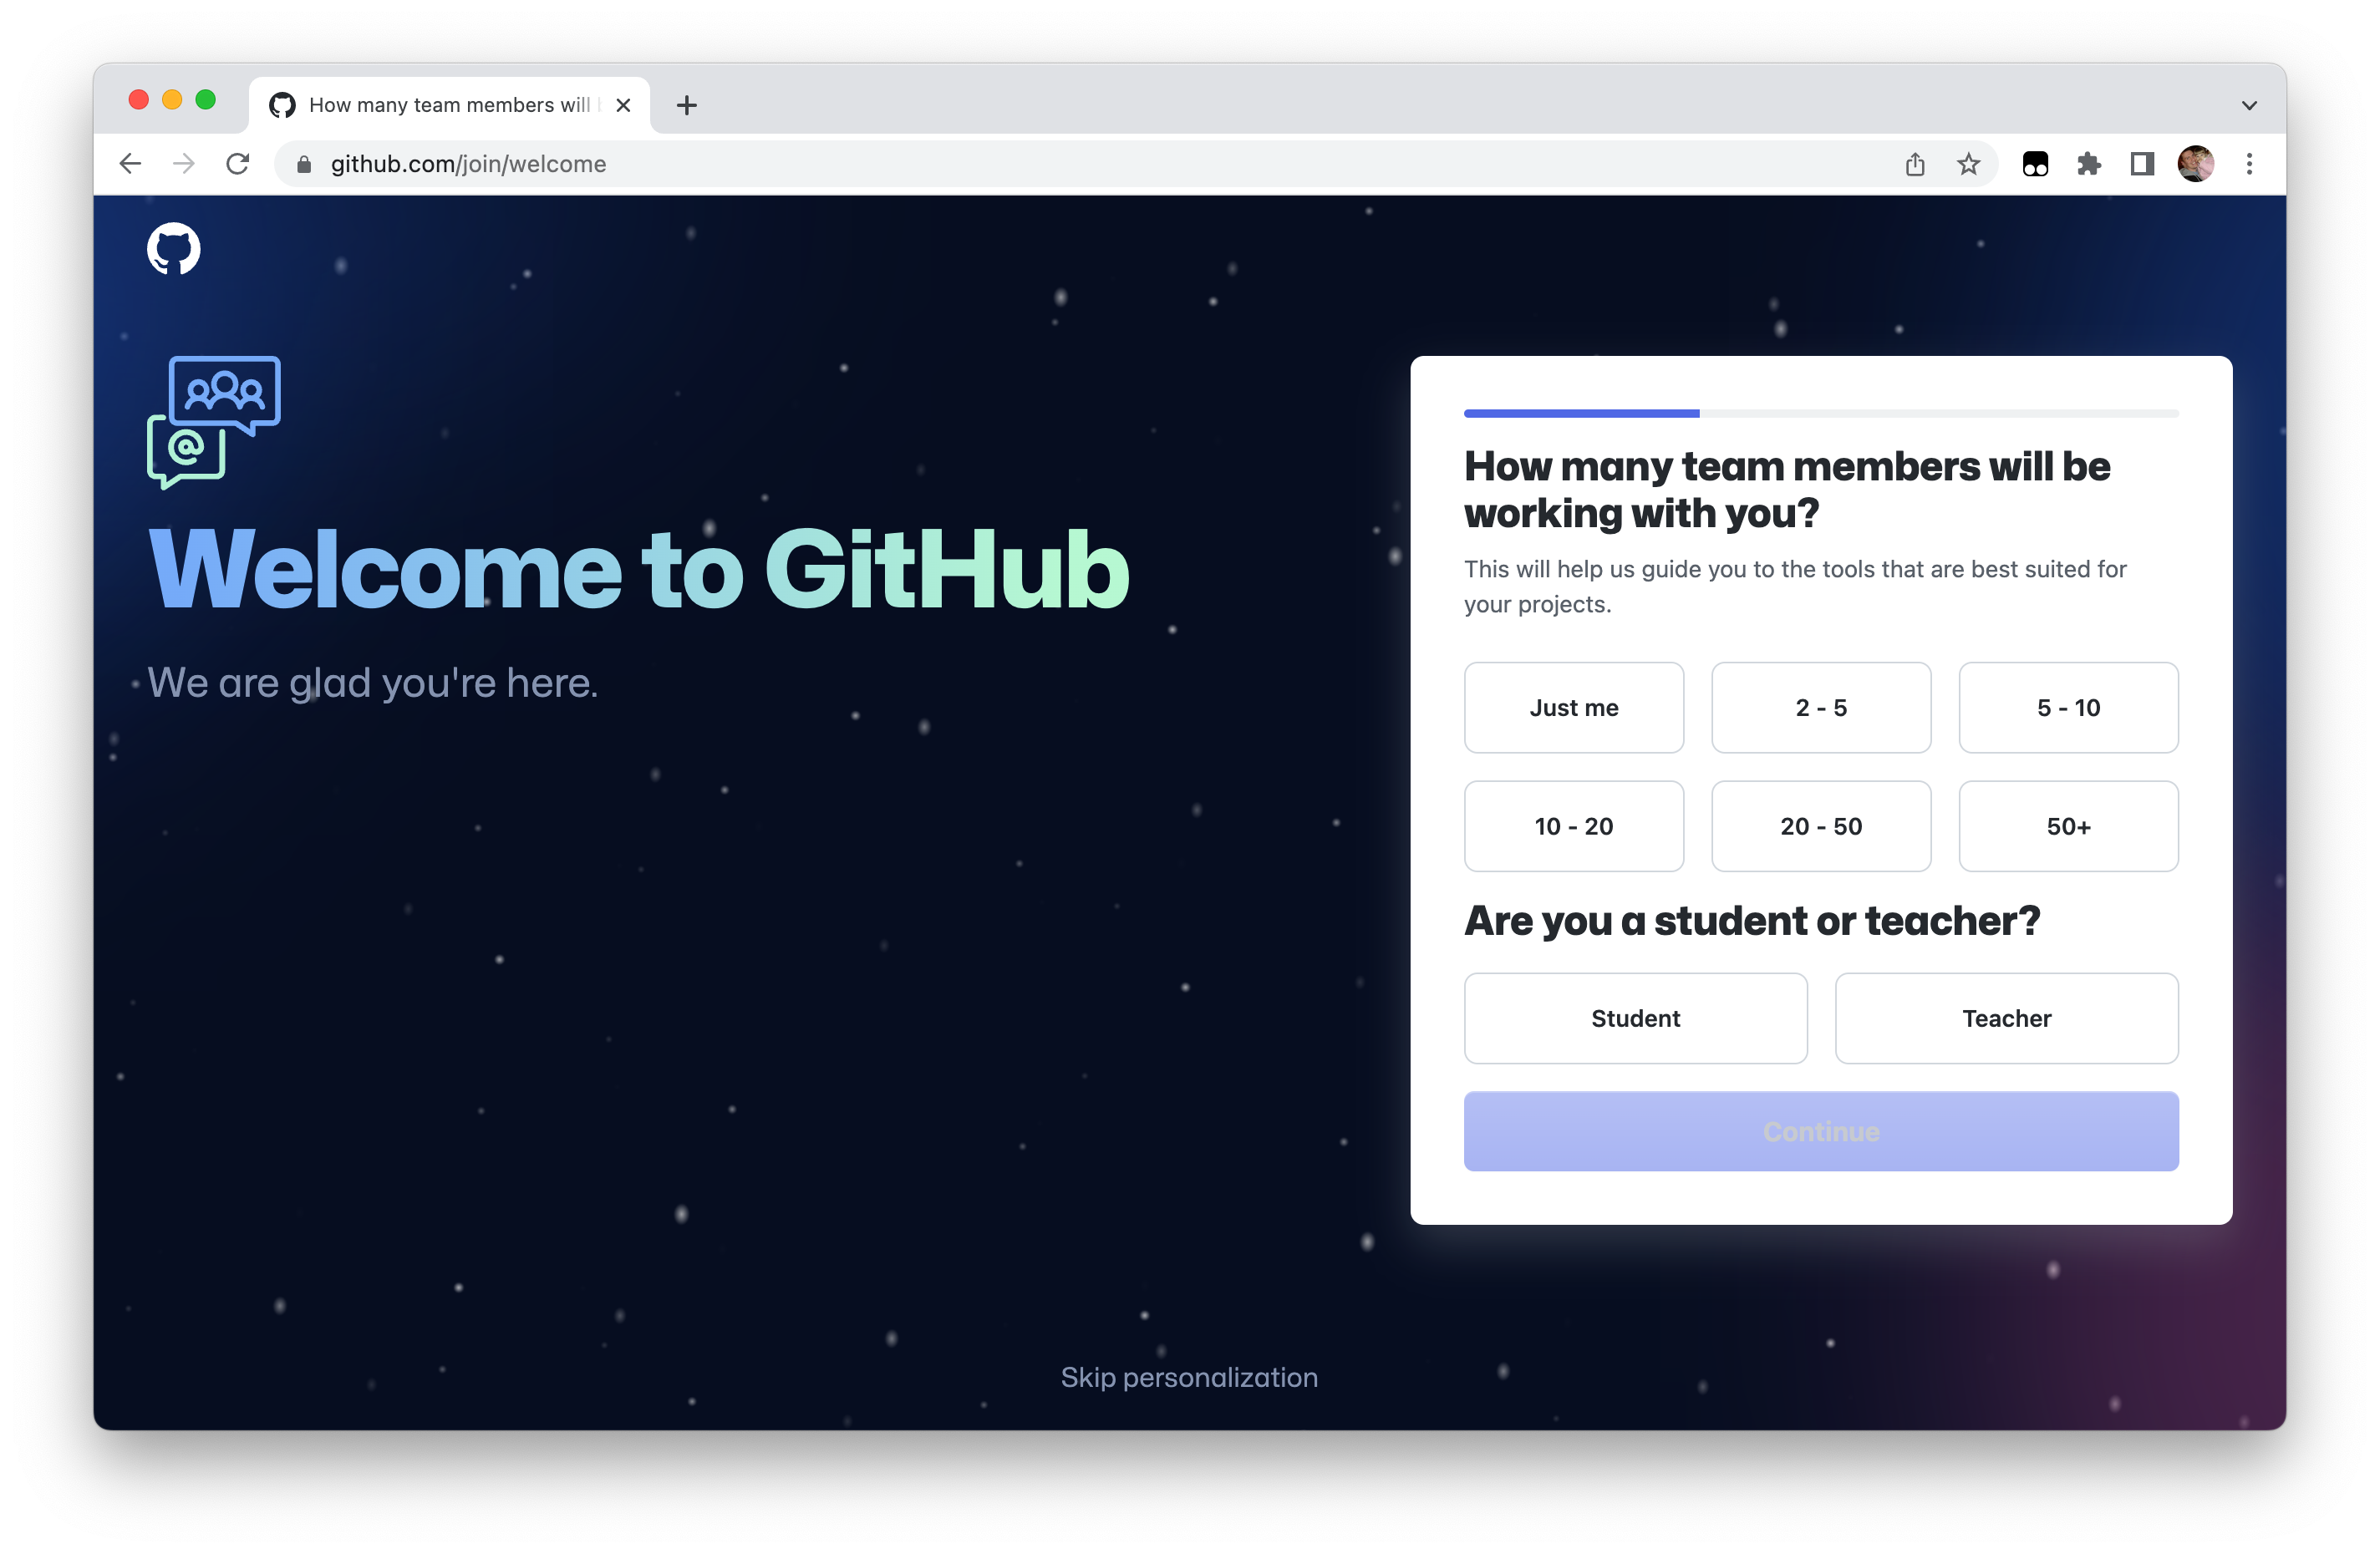 How many team members will
github.com/join/welcome
@
Welcome to GitHub
We are glad you're here.
How many team members will be
working with you?
This will help us guide you to the tools that are best suited for
your projects.
Just me
2 - 5
5 - 10
10 - 20
20 - 50
50+
Are you a student or teacher?
Student
Teacher
Continue
Skip personalization